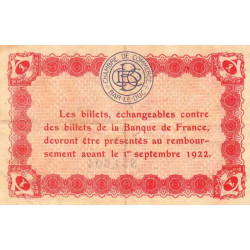 CHAMBRE DE COMMERCE
BAR-LE-DUC
Les billets, échangeables contre
des billets de la Banque de France,
devront être présentés au rembour-
sement avant le 1er septembre 1922.